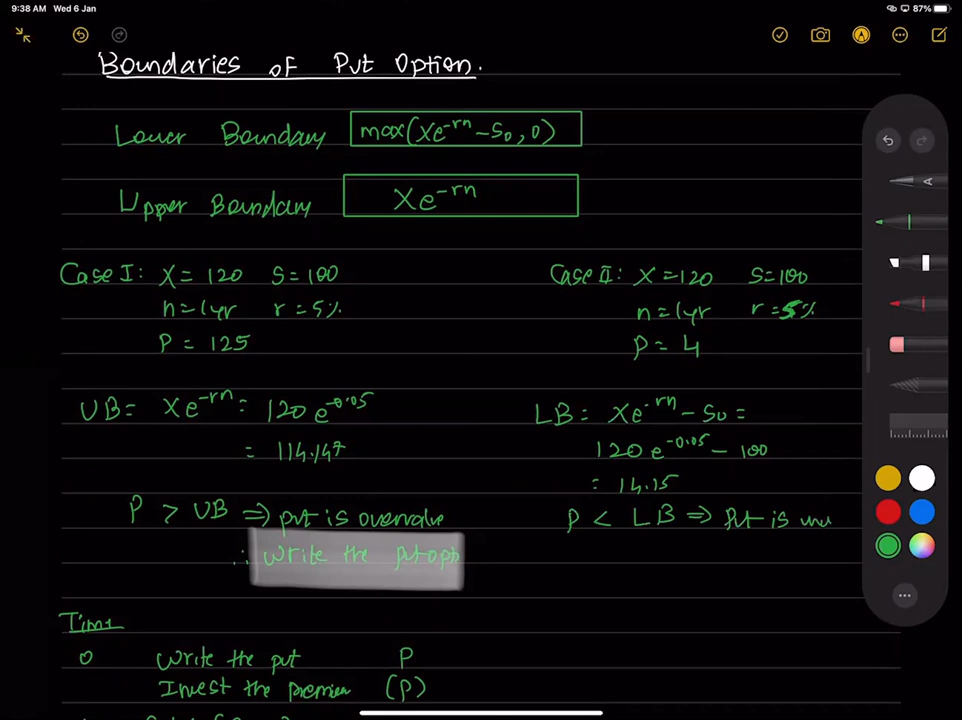 9:38 AM Wed 6 Jan
87%
Boundaries of Put Option.
Lower Boundary max(Xe^-rn - S0, 0)
Upper Boundary Xe^-rn
Case I: X = 120 S = 100
n = 1yr r = 5%
P = 125
UB = Xe^-rn = 120 e^-0.05
= 114.147
P > UB ⇒ put is overvalue
∴ Write the put opt
Case II: X = 120 S = 100
n = 1yr r = 5%
P = 4
LB = Xe^-rn - S0 =
120 e^-0.05 - 100
= 14.15
P < LB ⇒ Put is
Time
0 Write the put P
Invest the premium (P)
A